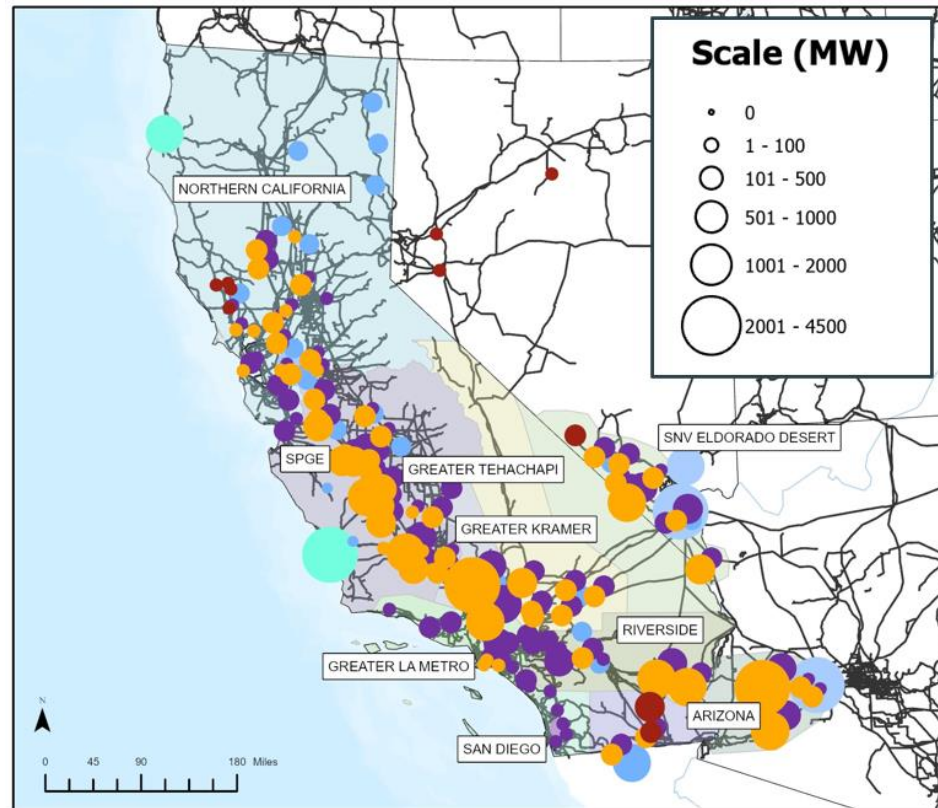 Scale (MW)
0
1 - 100
101 - 500
501 - 1000
1001 - 2000
2001 - 4500
NORTHERN CALIFORNIA
SNV ELDORADO DESERT
SPGE
GREATER TEHACHAPI
GREATER KRAMER
RIVERSIDE
GREATER LA METRO
ARIZONA
SAN DIEGO
N
0 45 90 180 Miles